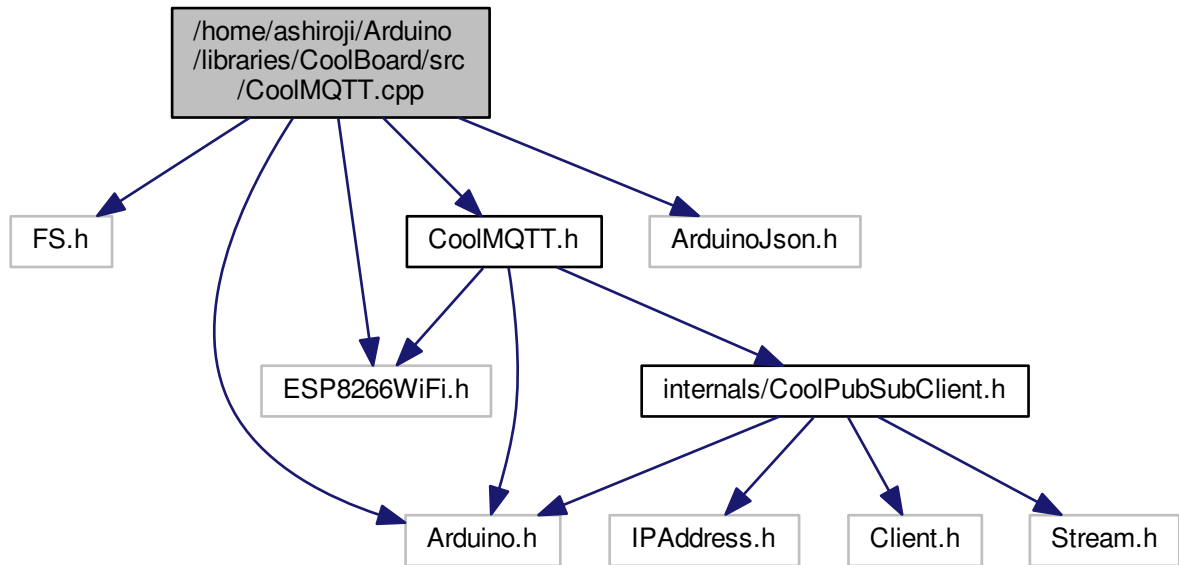 /home/ashiroji/Arduino
/libraries/CoolBoard/src
/CoolMQTT.cpp
FS.h
CoolMQTT.h
ArduinoJson.h
ESP8266WiFi.h
internals/CoolPubSubClient.h
Arduino.h
IPAddress.h
Client.h
Stream.h